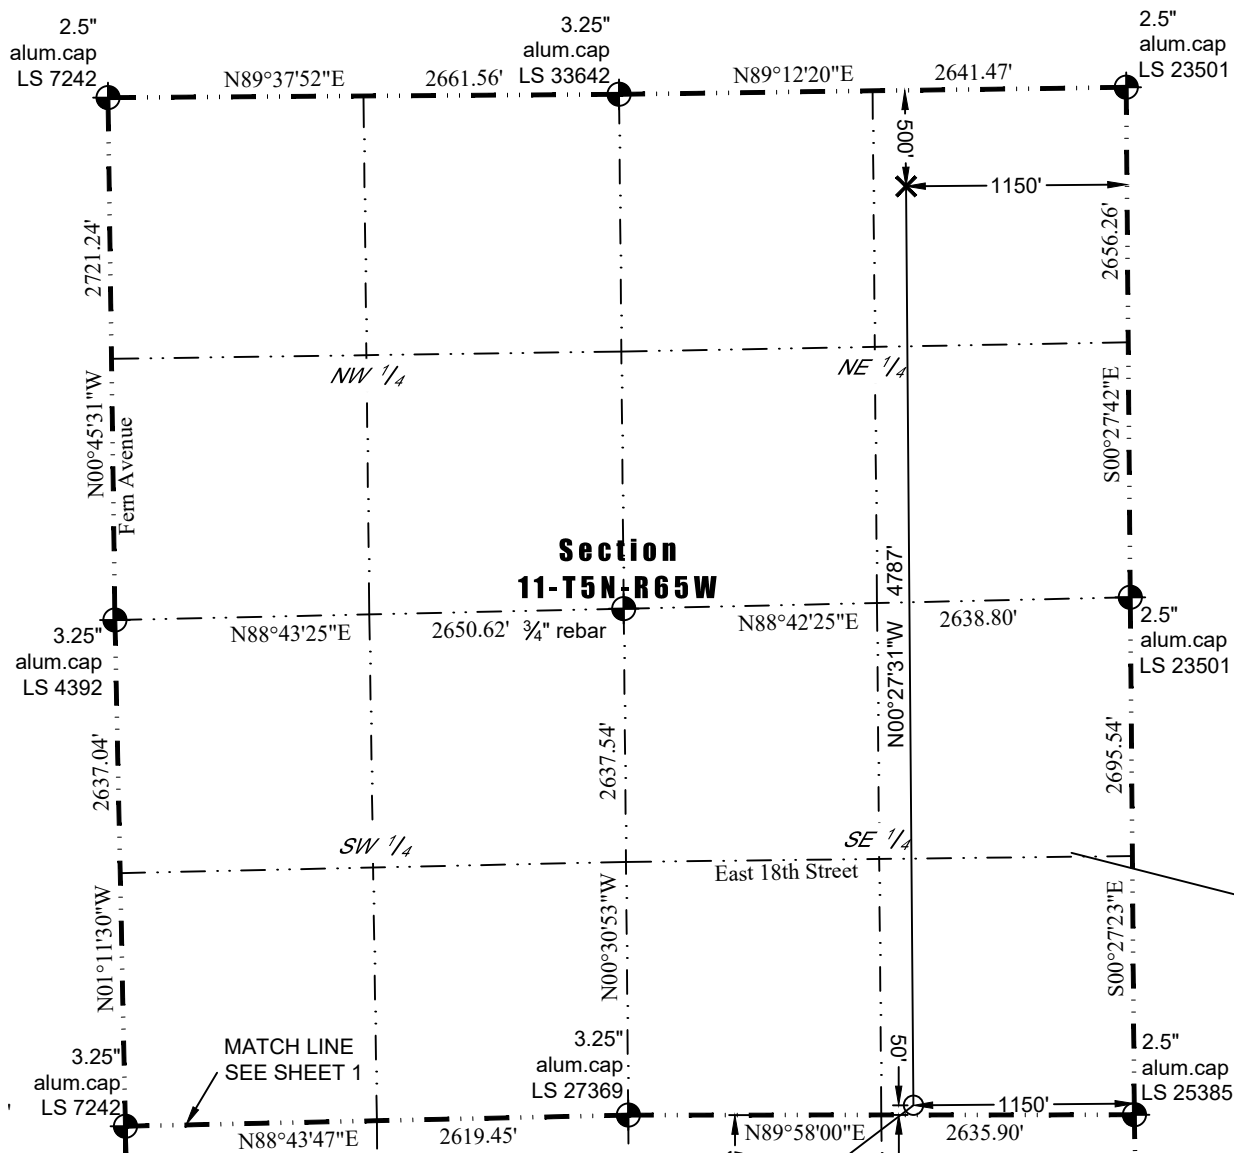 2.5"
alum.cap
LS 7242
3.25"
alum.cap
LS 33642
2.5"
alum.cap
LS 23501
N89°37'52"E
2661.56'
N89°12'20"E
2641.47'
500'
1150'
2721.24'
2656.26'
NW 1/4
NE 1/4
N00°45'31"W
Fern Avenue
S00°27'42"E
Section
11-T5N-R65W
N00°27'31"W 4787'
3.25"
alum.cap
LS 4392
N88°43'25"E
2650.62'
¾" rebar
N88°42'25"E
2638.80'
2.5"
alum.cap
LS 23501
2637.04'
2637.54'
2695.54'
SW 1/4
SE 1/4
East 18th Street
N01°11'30"W
N00°30'53"W
S00°27'23"E
MATCH LINE
SEE SHEET 1
3.25"
alum.cap
LS 7242
3.25"
alum.cap
LS 27369
50'
1150'
2.5"
alum.cap
LS 25385
N88°43'47"E
2619.45'
N89°58'00"E
2635.90'